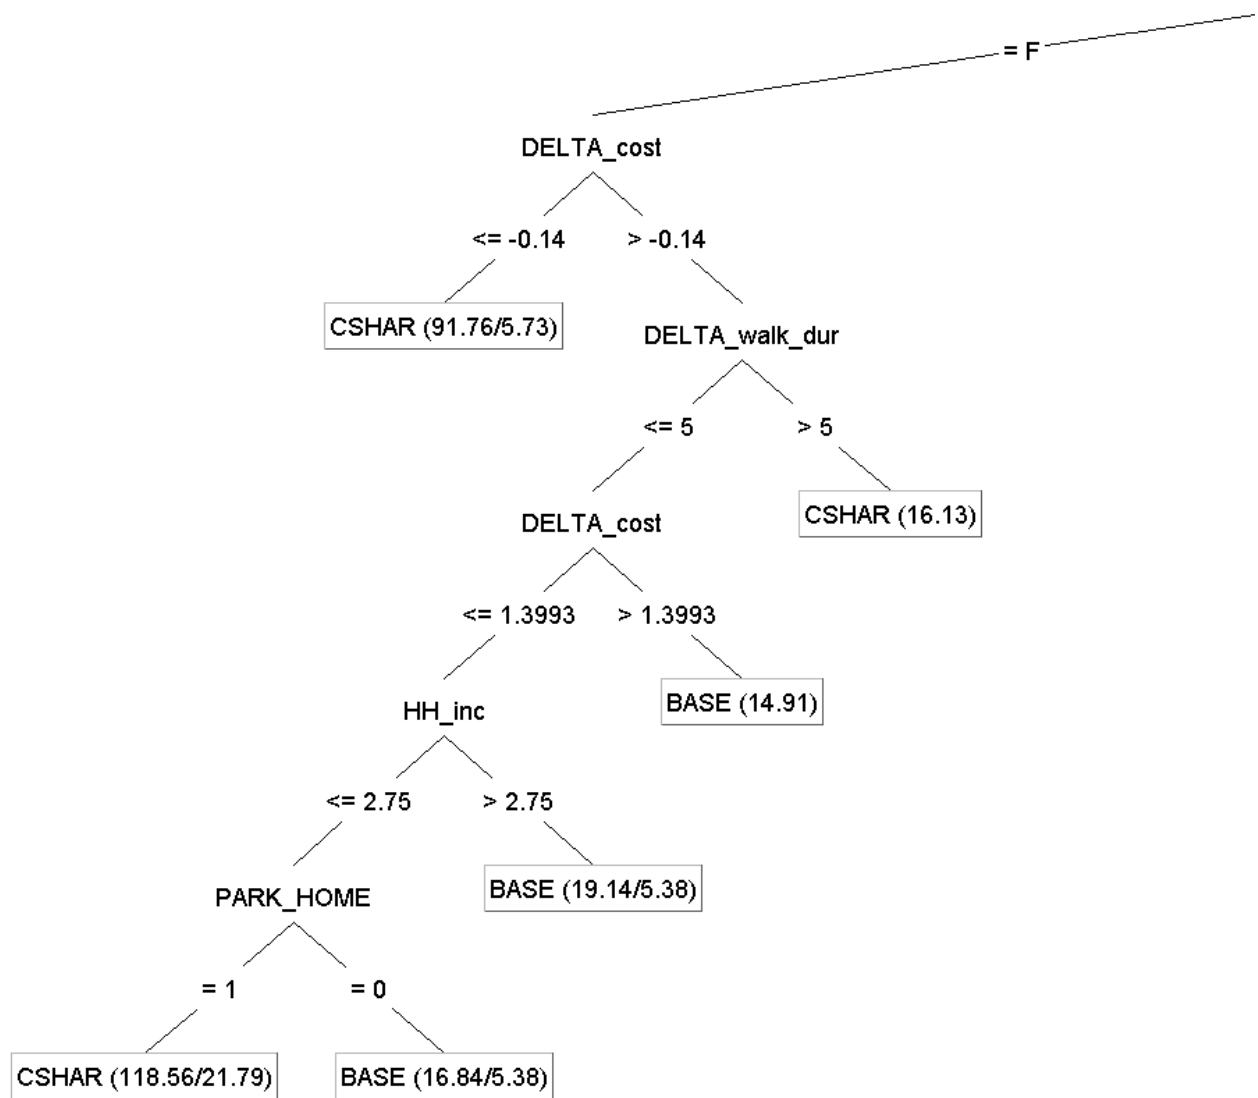 = F
DELTA_cost
<= -0.14 > -0.14
CSHAR (91.76/5.73)
DELTA_walk_dur
<= 5 > 5
CSHAR (16.13)
DELTA_cost
<= 1.3993 > 1.3993
BASE (14.91)
HH_inc
<= 2.75 > 2.75
BASE (19.14/5.38)
PARK_HOME
= 1 = 0
CSHAR (118.56/21.79) BASE (16.84/5.38)